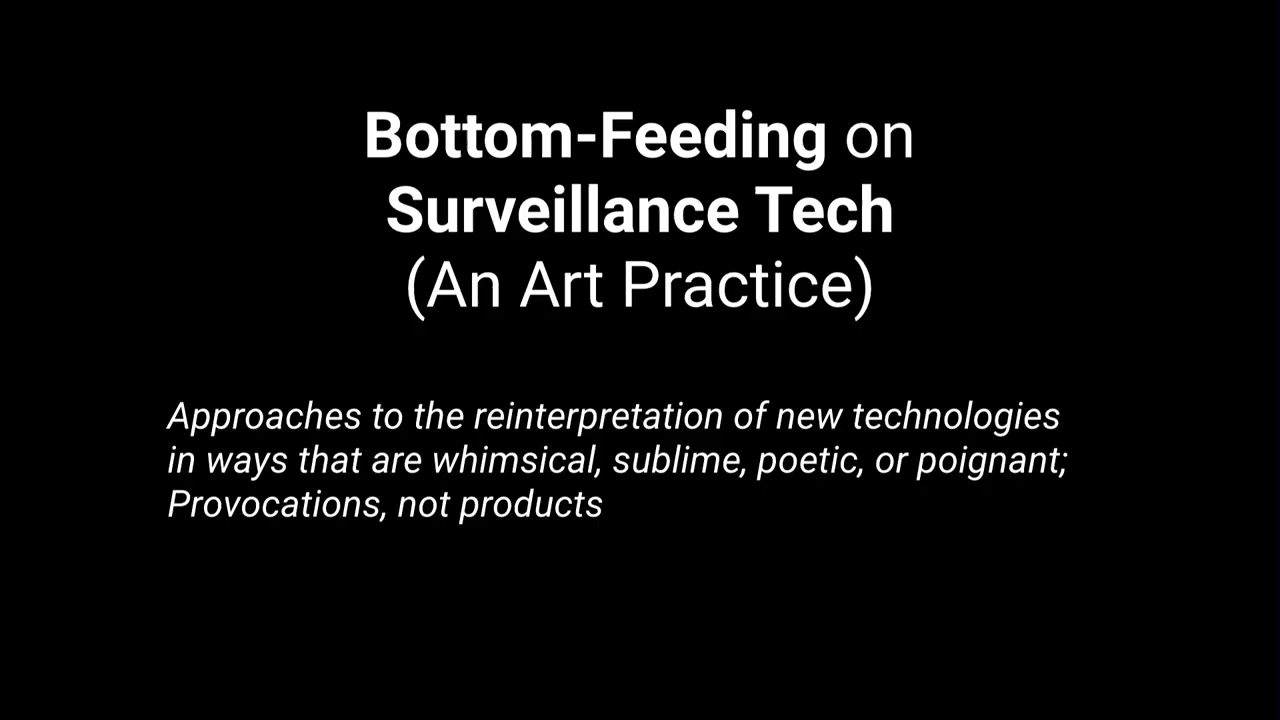 Bottom-Feeding on
Surveillance Tech
(An Art Practice)
Approaches to the reinterpretation of new technologies
in ways that are whimsical, sublime, poetic, or poignant;
Provocations, not products